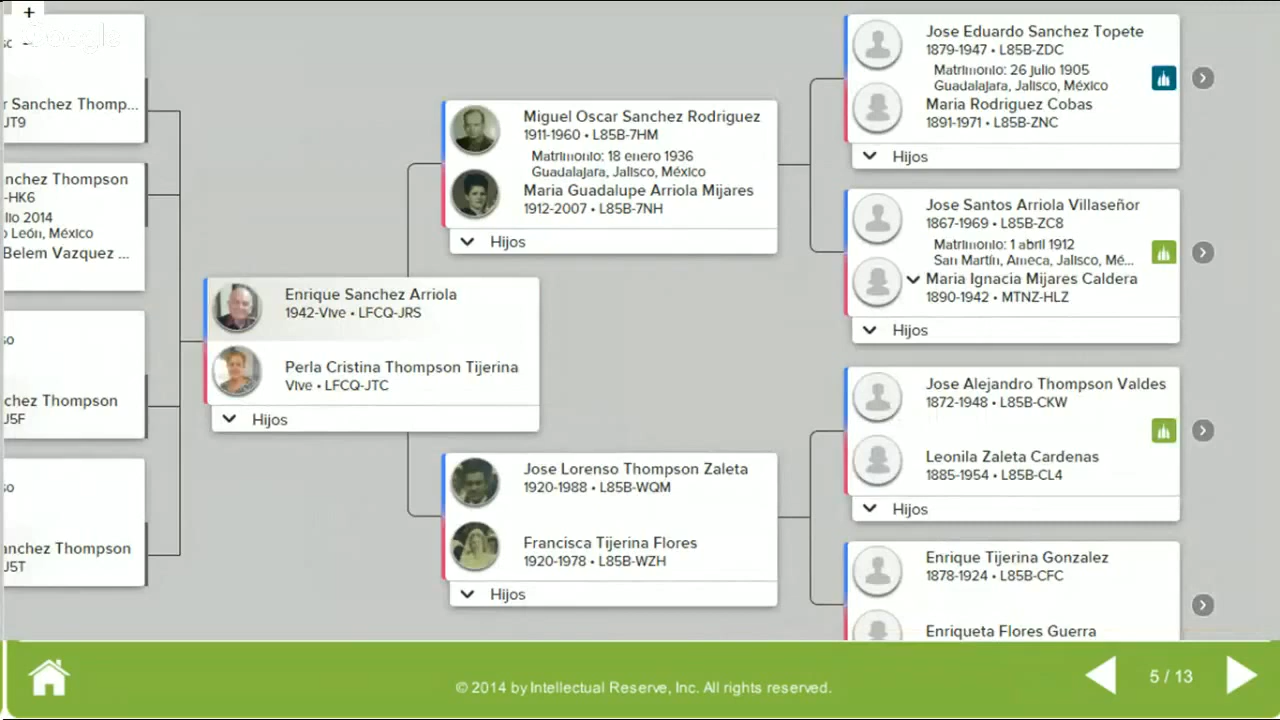 +
so
Google
r Sanchez Thomp...
JT9
nchez Thompson
-HK6
lio 2014
o León, México
Belem Vazquez ...
so
chez Thompson
J5F
so
anchez Thompson
J5T
Enrique Sanchez Arriola
1942-Vive • LFCQ-JRS
Perla Cristina Thompson Tijerina
Vive • LFCQ-JTC
Hijos
Miguel Oscar Sanchez Rodriguez
1911-1960 • L85B-7HM
Matrimonio: 18 enero 1936
Guadalajara, Jalisco, México
Maria Guadalupe Arriola Mijares
1912-2007 • L85B-7NH
Hijos
Jose Lorenso Thompson Zaleta
1920-1988 • L85B-WQM
Francisca Tijerina Flores
1920-1978 • L85B-WZH
Hijos
Jose Eduardo Sanchez Topete
1879-1947 • L85B-ZDC
Matrimonio: 26 julio 1905
Guadalajara, Jalisco, México
Maria Rodriguez Cobas
1891-1971 • L85B-ZNC
Hijos
Jose Santos Arriola Villaseñor
1867-1969 • L85B-ZC8
Matrimonio: 1 abril 1912
San Martín, Ameca, Jalisco, Mé...
Maria Ignacia Mijares Caldera
1890-1942 • MTNZ-HLZ
Hijos
Jose Alejandro Thompson Valdes
1872-1948 • L85B-CKW
Leonila Zaleta Cardenas
1885-1954 • L85B-CL4
Hijos
Enrique Tijerina Gonzalez
1878-1924 • L85B-CFC
Enriqueta Flores Guerra
© 2014 by Intellectual Reserve, Inc. All rights reserved.
5 / 13